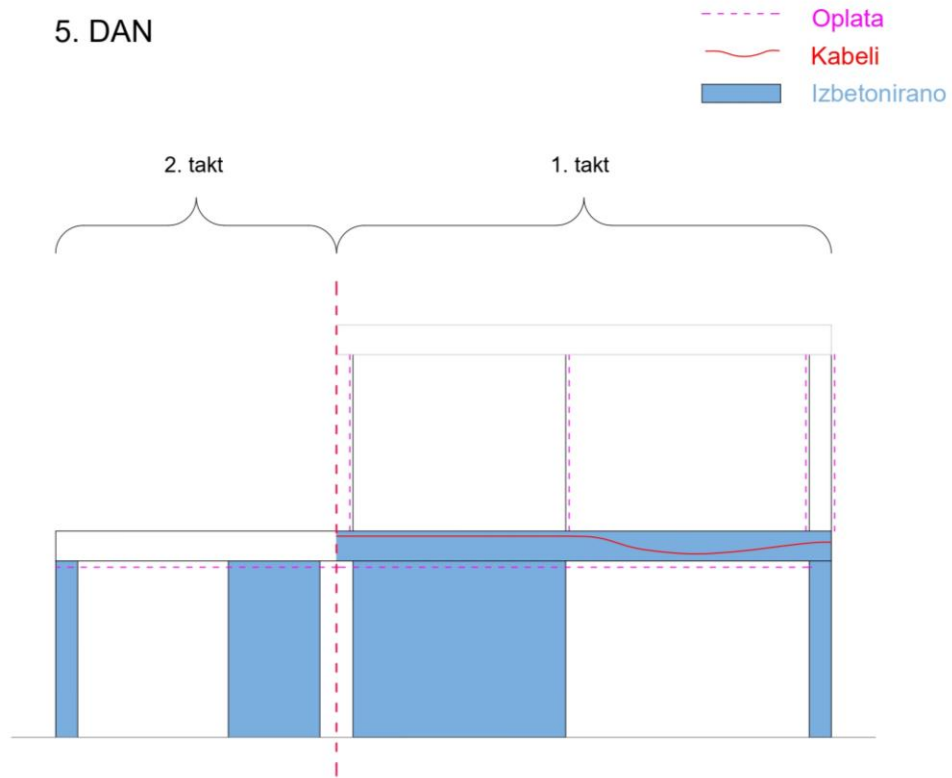 5. DAN
Oplata
Kabeli
Izbetonirano
2. takt
1. takt